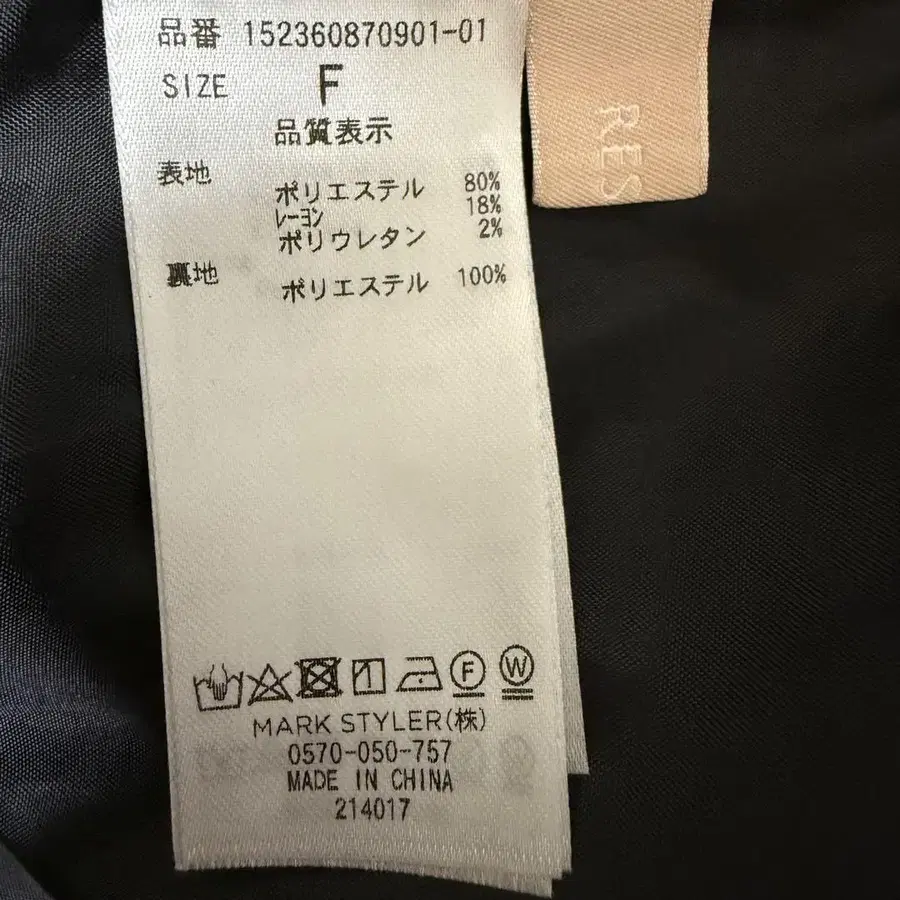 品番 152360870901-01
SIZE F
品質表示
表地 ポリエステル 80%
レーヨン 18%
ポリウレタン 2%
裏地 ポリエステル 100%
F W
MARK STYLER(株)
0570-050-757
MADE IN CHINA
214017
RES